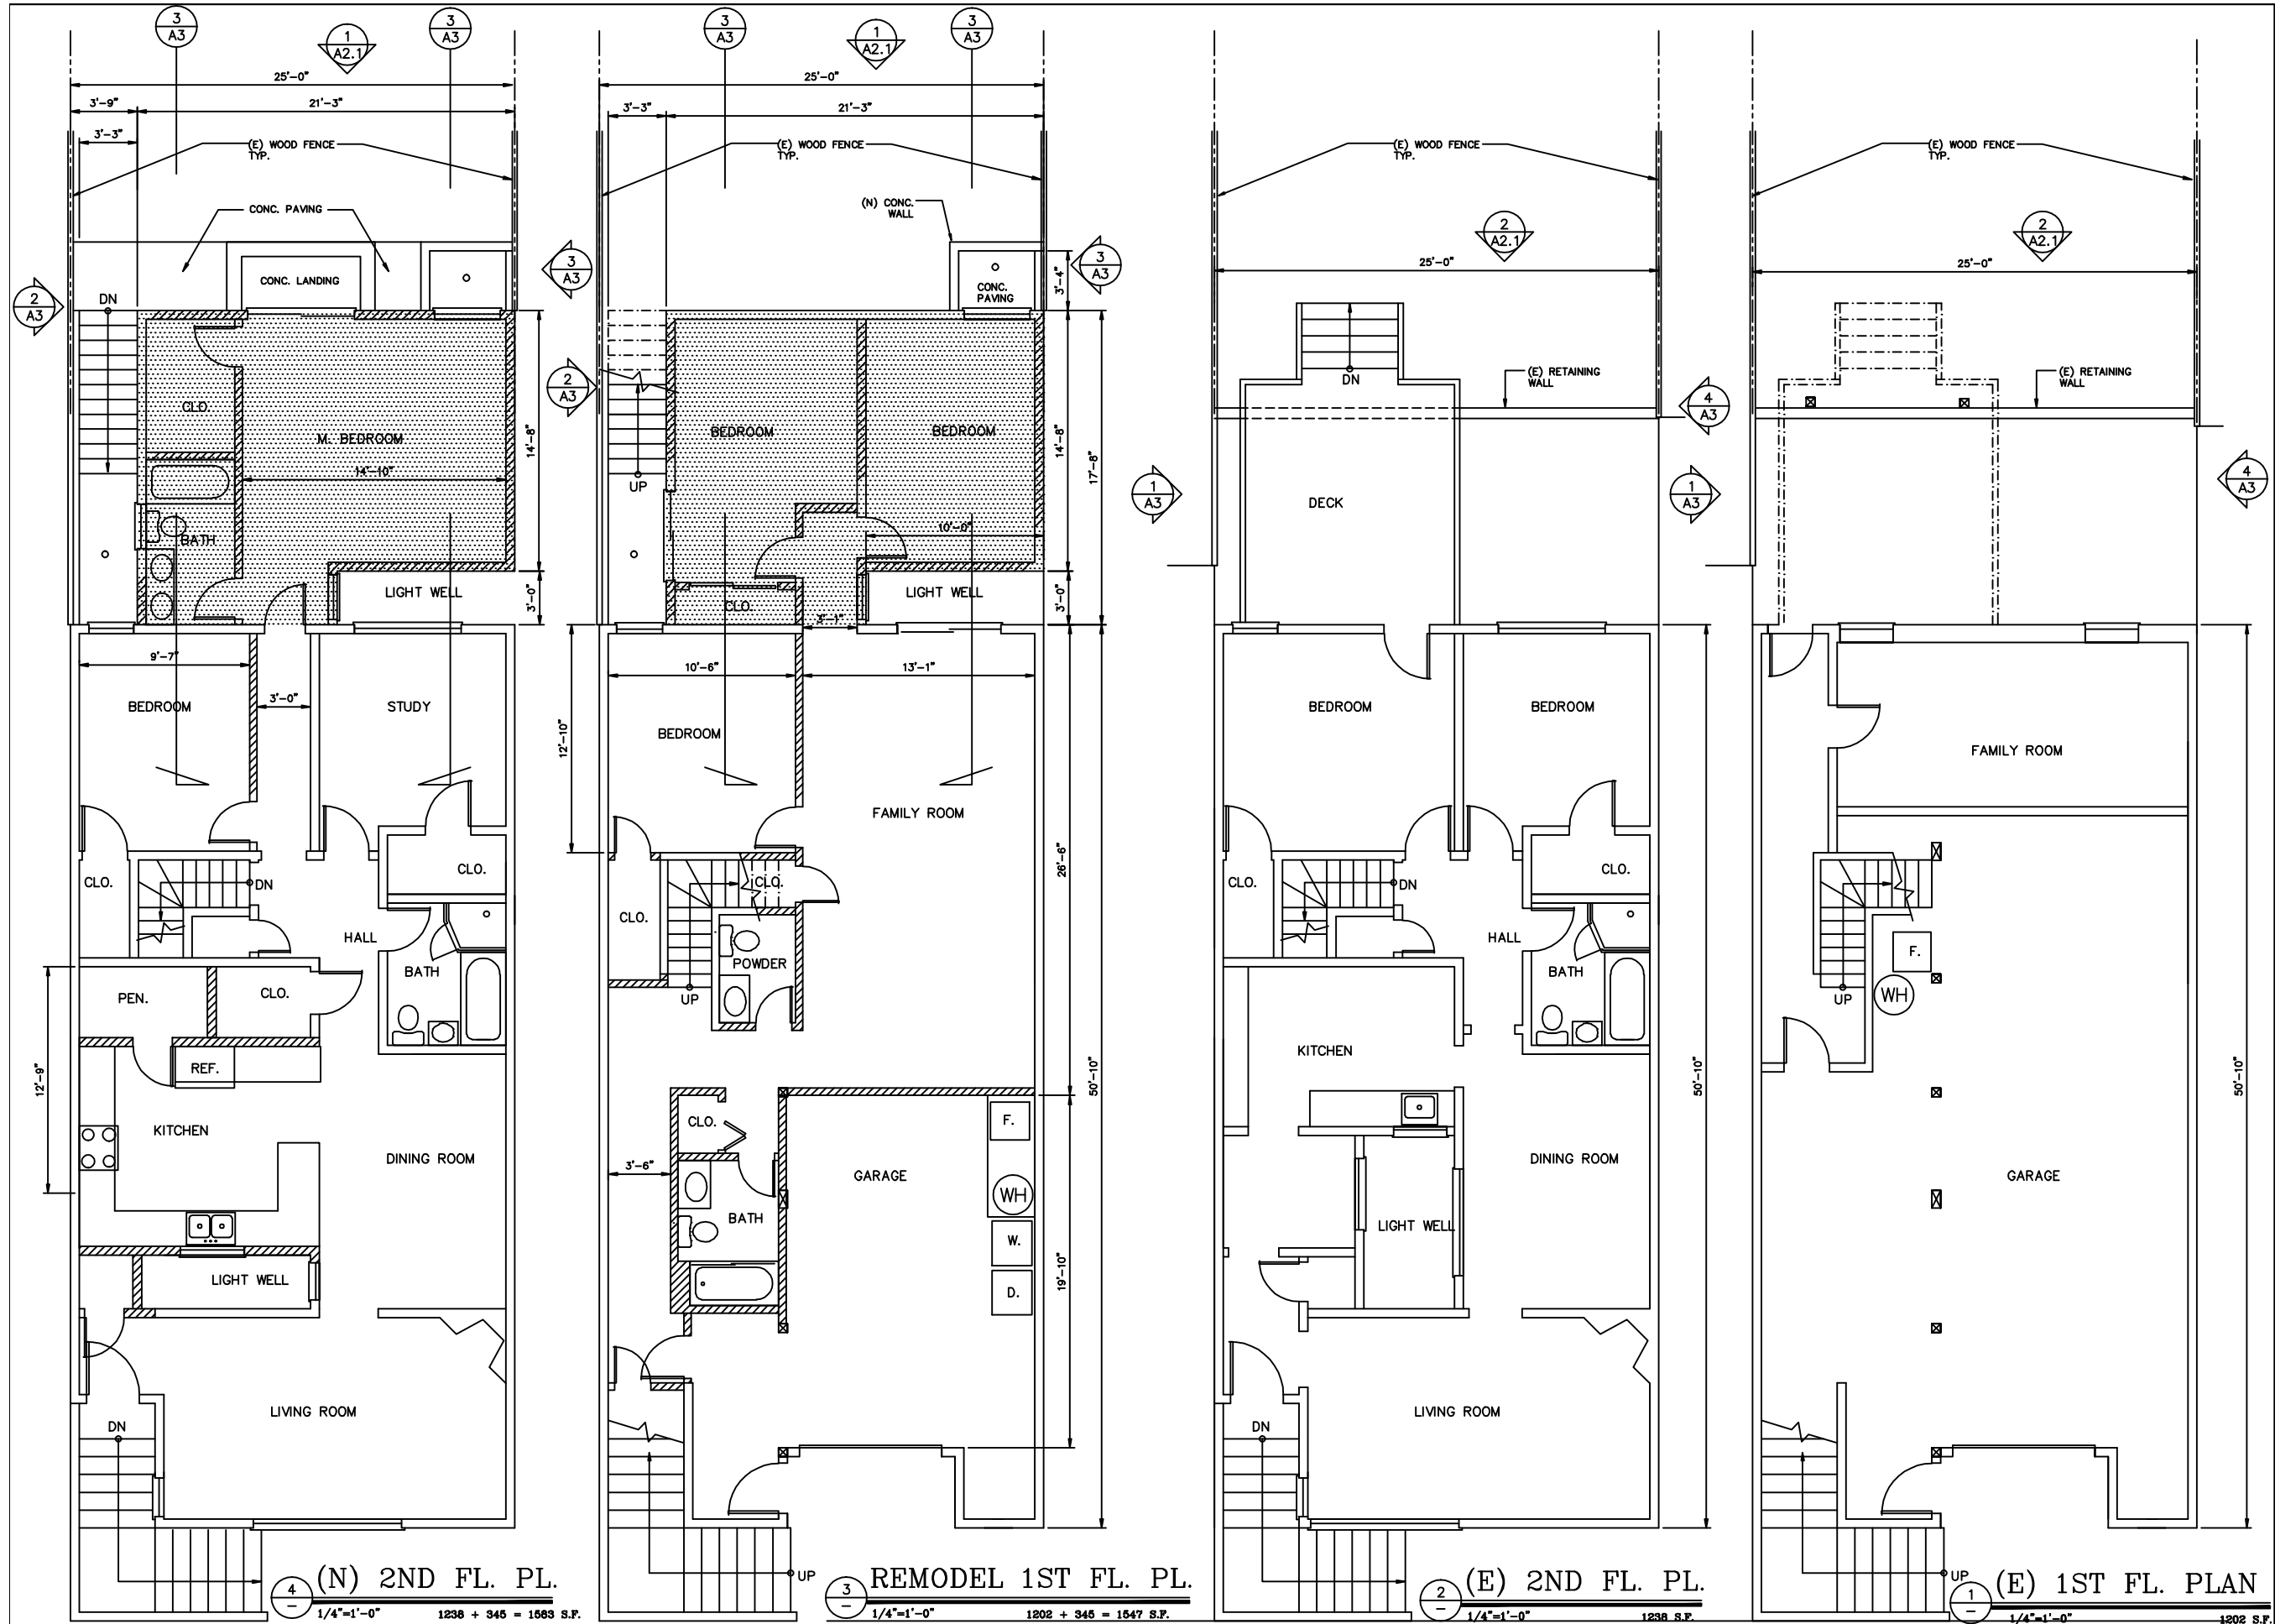 3
A3
1
A2.1
3
A3
25'-0"
3'-9"
21'-3"
3'-3"
(E) WOOD FENCE
TYP.
CONC. PAVING
CONC. LANDING
2
A3
DN
CLO.
M. BEDROOM
14'-10"
14'-8"
BATH
LIGHT WELL
3'-0"
9'-7"
3'-0"
BEDROOM
STUDY
CLO.
DN
CLO.
HALL
BATH
PEN.
CLO.
REF.
12'-9"
KITCHEN
DINING ROOM
LIGHT WELL
LIVING ROOM
DN
4
-
(N) 2ND FL. PL.
1/4"=1'-0"
1238 + 345 = 1583 S.F.
3
A3
1
A2.1
3
A3
25'-0"
3'-3"
21'-3"
(E) WOOD FENCE
TYP.
(N) CONC.
WALL
3
A3
3
A3
3'-4"
CONC.
PAVING
2
A3
BEDROOM
BEDROOM
14'-8"
17'-8"
UP
10'-0"
CLO.
LIGHT WELL
3'-0"
3'-1"
10'-6"
13'-1"
12'-10"
BEDROOM
FAMILY ROOM
26'-6"
CLO.
CLO.
POWDER
UP
50'-10"
CLO.
F.
3'-6"
GARAGE
WH
BATH
W.
D.
19'-10"
UP
3
-
REMODEL 1ST FL. PL.
1/4"=1'-0"
1202 + 345 = 1547 S.F.
(E) WOOD FENCE
TYP.
2
A2.1
25'-0"
DN
(E) RETAINING
WALL
4
A3
1
A3
DECK
BEDROOM
BEDROOM
CLO.
DN
CLO.
HALL
BATH
KITCHEN
50'-10"
DINING ROOM
LIGHT WELL
LIVING ROOM
DN
2
-
(E) 2ND FL. PL.
1/4"=1'-0"
1238 S.F.
(E) WOOD FENCE
TYP.
2
A2.1
25'-0"
(E) RETAINING
WALL
4
A3
1
A3
FAMILY ROOM
F.
UP
WH
50'-10"
GARAGE
UP
1
-
(E) 1ST FL. PLAN
1/4"=1'-0"
1202 S.F.